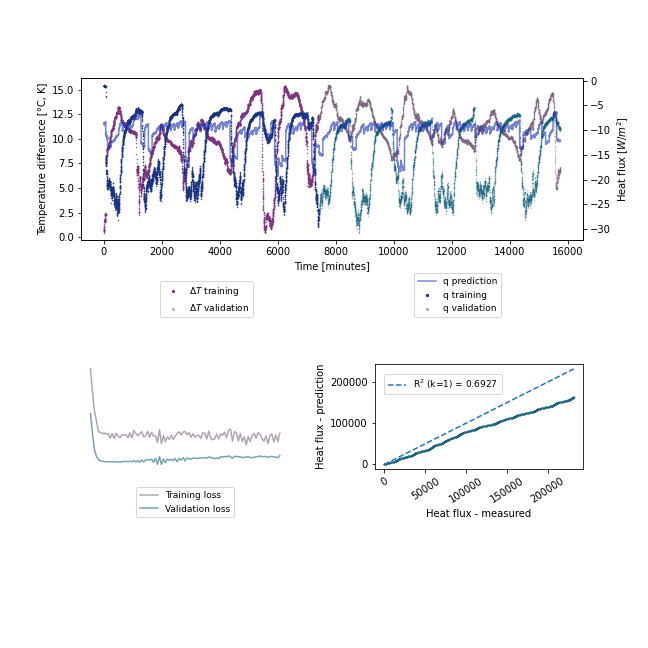 15.0
12.5
10.0
7.5
5.0
2.5
0.0
Temperature difference [°C, K]
0
−5
−10
−15
−20
−25
−30
Heat flux [W/m²]
0 2000 4000 6000 8000 10000 12000 14000 16000
Time [minutes]
ΔT training
ΔT validation
q prediction
q training
q validation
Training loss
Validation loss
R² (k=1) = 0.6927
200000
100000
0
Heat flux - prediction
0 50000 100000 150000 200000
Heat flux - measured